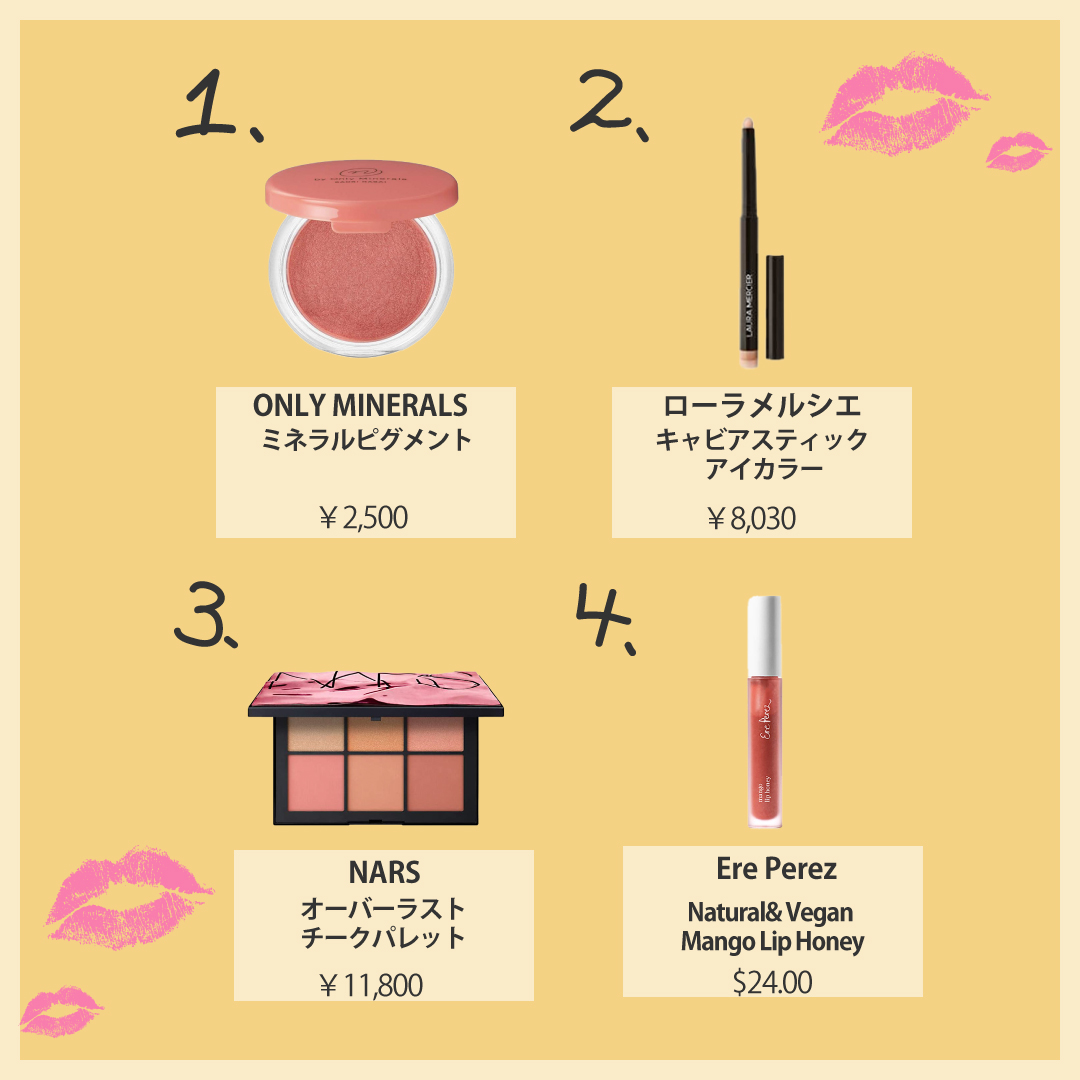 1.
ONLY MINERALS
ミネラルピグメント
￥2,500
2.
LAURA MERCIER
ローラメルシエ
キャビアスティック
アイカラー
￥8,030
3.
NARS
NARS
オーバーラスト
チークパレット
￥11,800
4.
Ere Perez
mango
lip honey
Ere Perez
Natural& Vegan
Mango Lip Honey
$24.00